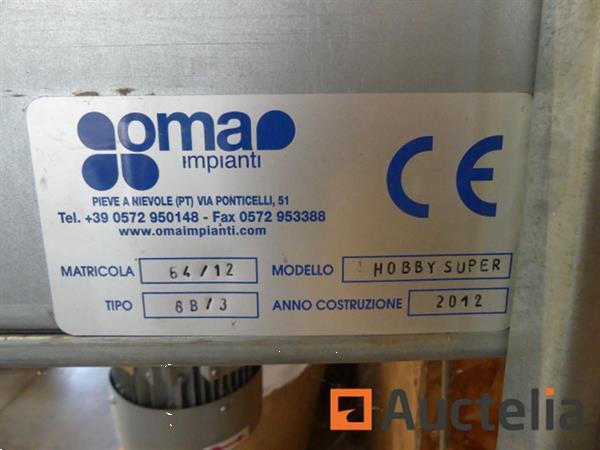 oma
impianti
PIEVE A NIEVOLE (PT) VIA PONTICELLI, 51
Tel. +39 0572 950148 - Fax 0572 953388
www.omaimpianti.com
CE
MATRICOLA 64/12 MODELLO HOBBY SUPER
TIPO 8B/3 ANNO COSTRUZIONE 2012
Auctelia